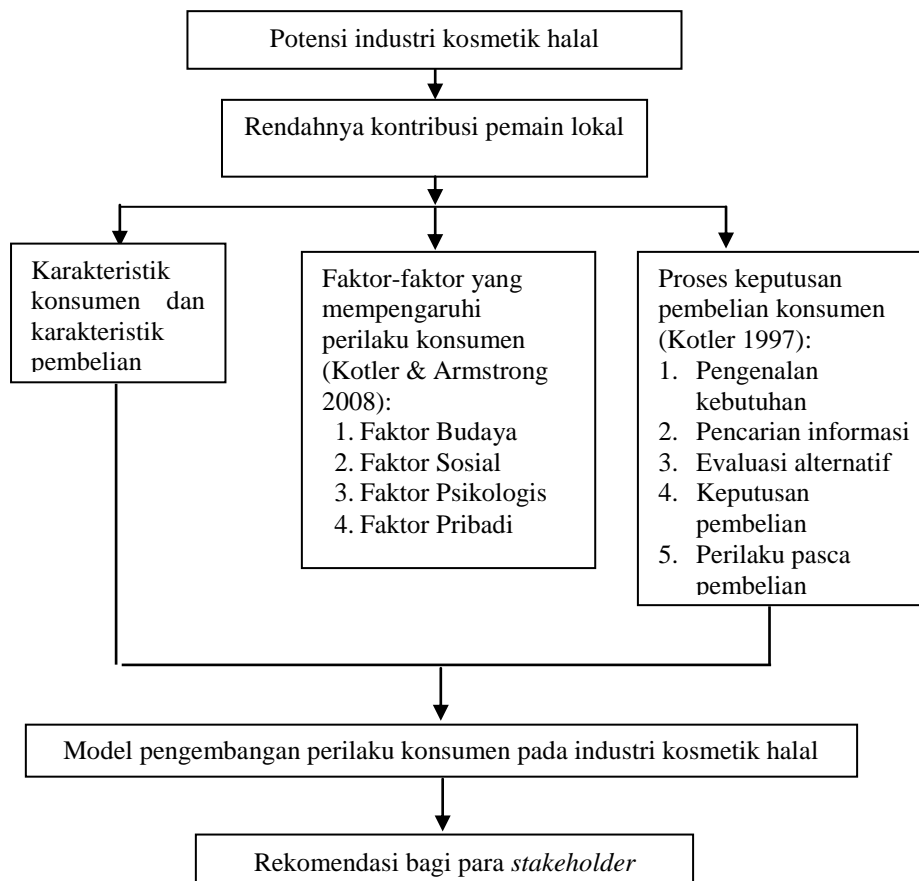 Potensi industri kosmetik halal
Rendahnya kontribusi pemain lokal
Karakteristik
konsumen dan
karakteristik
pembelian
Faktor-faktor yang
mempengaruhi
perilaku konsumen
(Kotler & Armstrong
2008):
1. Faktor Budaya
2. Faktor Sosial
3. Faktor Psikologis
4. Faktor Pribadi
Proses keputusan
pembelian konsumen
(Kotler 1997):
1. Pengenalan
kebutuhan
2. Pencarian informasi
3. Evaluasi alternatif
4. Keputusan
pembelian
5. Perilaku pasca
pembelian
Model pengembangan perilaku konsumen pada industri kosmetik halal
Rekomendasi bagi para stakeholder